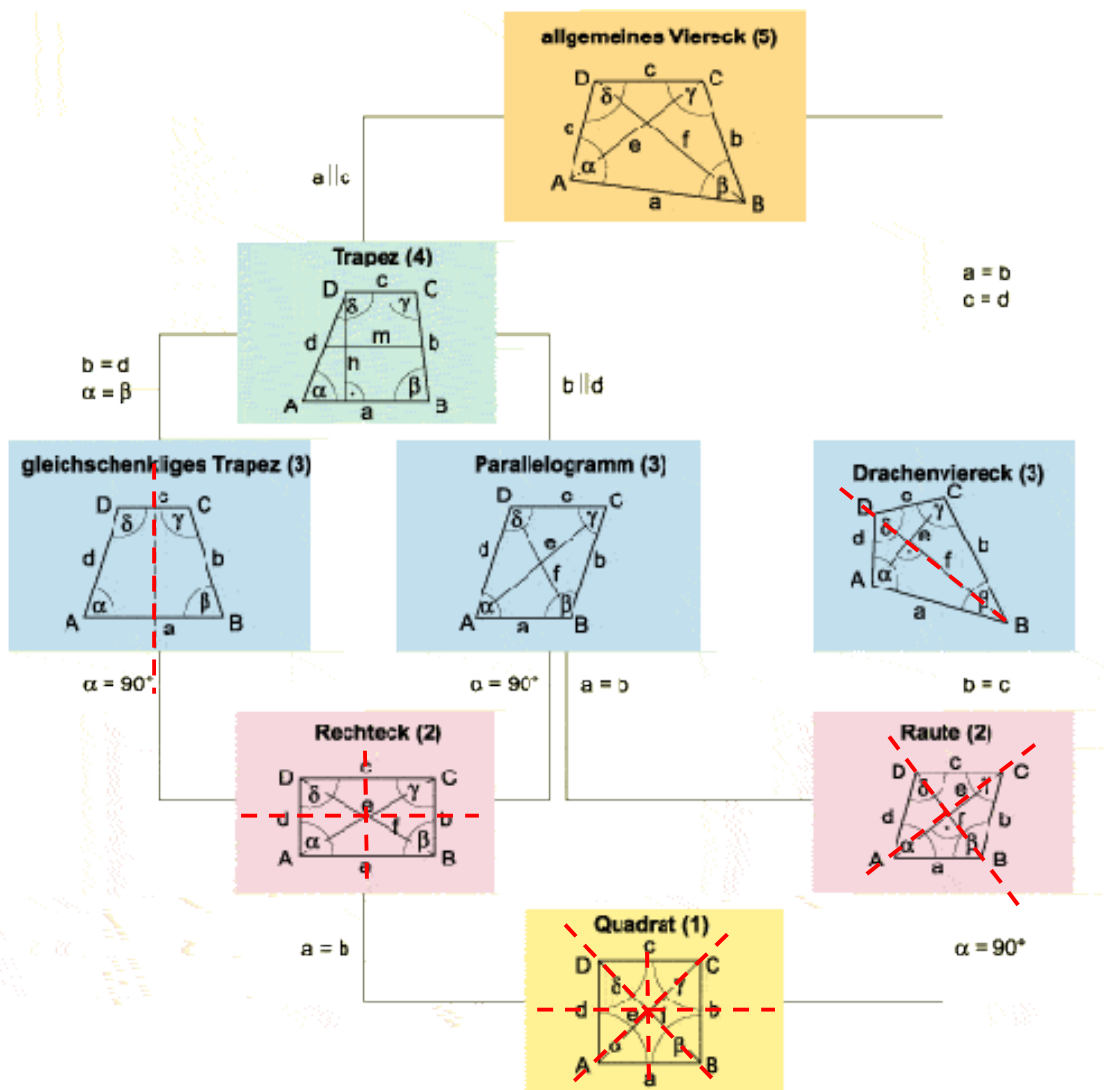 allgemeines Viereck (5)
c
D C
δ γ
c b
e f
α β
A B
a
a||c
Trapez (4)
c
D C
δ γ
d m b
h
α β
A B
a
a = b
c = d
b = d
α = β
b||d
gleichschenkliges Trapez (3)
c
D C
δ γ
d b
α β
A B
a
Parallelogramm (3)
c
D C
δ γ
d e b
f
α β
A B
a
Drachenviereck (3)
c C
D
δ γ
d e b
f
α β
A B
a
α = 90°
α = 90°
a = b
b = c
Rechteck (2)
c
D C
δ γ
e
d b
f
α β
A B
a
Raute (2)
c
D C
δ e
d b
α β
A B
a
a = b
α = 90°
Quadrat (1)
c
D C
δ γ
d e b
α β
A B
a